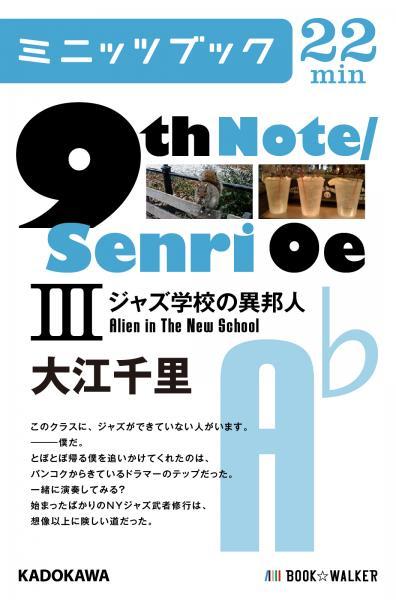 ミニッツブック
22
min
9th Note/
Senri Oe
III
ジャズ学校の異邦人
Alien in The New School
大江千里
A♭
このクラスに、ジャズができていない人がいます。
───僕だ。
とぼとぼ帰る僕を追いかけてくれたのは、
バンコクからきているドラマーのテップだった。
一緒に演奏してみる?
始まったばかりのNYジャズ武者修行は、
想像以上に険しい道だった。
KADOKAWA
BOOK☆WALKER